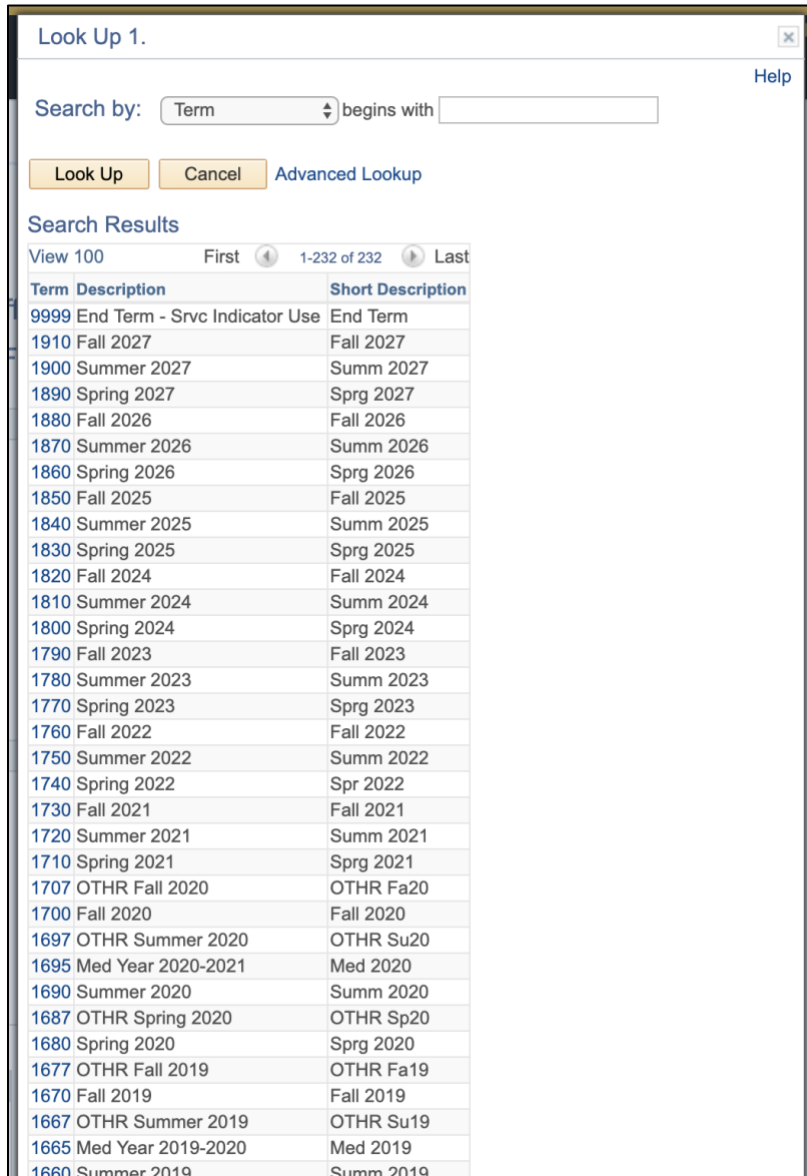 Look Up 1.
Help
Search by: Term begins with
Look Up Cancel Advanced Lookup
Search Results
View 100 First 1-232 of 232 Last
Term Description Short Description
9999 End Term - Srvc Indicator Use End Term
1910 Fall 2027 Fall 2027
1900 Summer 2027 Summ 2027
1890 Spring 2027 Sprg 2027
1880 Fall 2026 Fall 2026
1870 Summer 2026 Summ 2026
1860 Spring 2026 Sprg 2026
1850 Fall 2025 Fall 2025
1840 Summer 2025 Summ 2025
1830 Spring 2025 Sprg 2025
1820 Fall 2024 Fall 2024
1810 Summer 2024 Summ 2024
1800 Spring 2024 Sprg 2024
1790 Fall 2023 Fall 2023
1780 Summer 2023 Summ 2023
1770 Spring 2023 Sprg 2023
1760 Fall 2022 Fall 2022
1750 Summer 2022 Summ 2022
1740 Spring 2022 Spr 2022
1730 Fall 2021 Fall 2021
1720 Summer 2021 Summ 2021
1710 Spring 2021 Sprg 2021
1707 OTHR Fall 2020 OTHR Fa20
1700 Fall 2020 Fall 2020
1697 OTHR Summer 2020 OTHR Su20
1695 Med Year 2020-2021 Med 2020
1690 Summer 2020 Summ 2020
1687 OTHR Spring 2020 OTHR Sp20
1680 Spring 2020 Sprg 2020
1677 OTHR Fall 2019 OTHR Fa19
1670 Fall 2019 Fall 2019
1667 OTHR Summer 2019 OTHR Su19
1665 Med Year 2019-2020 Med 2019
1660 Summer 2019 Summ 2019